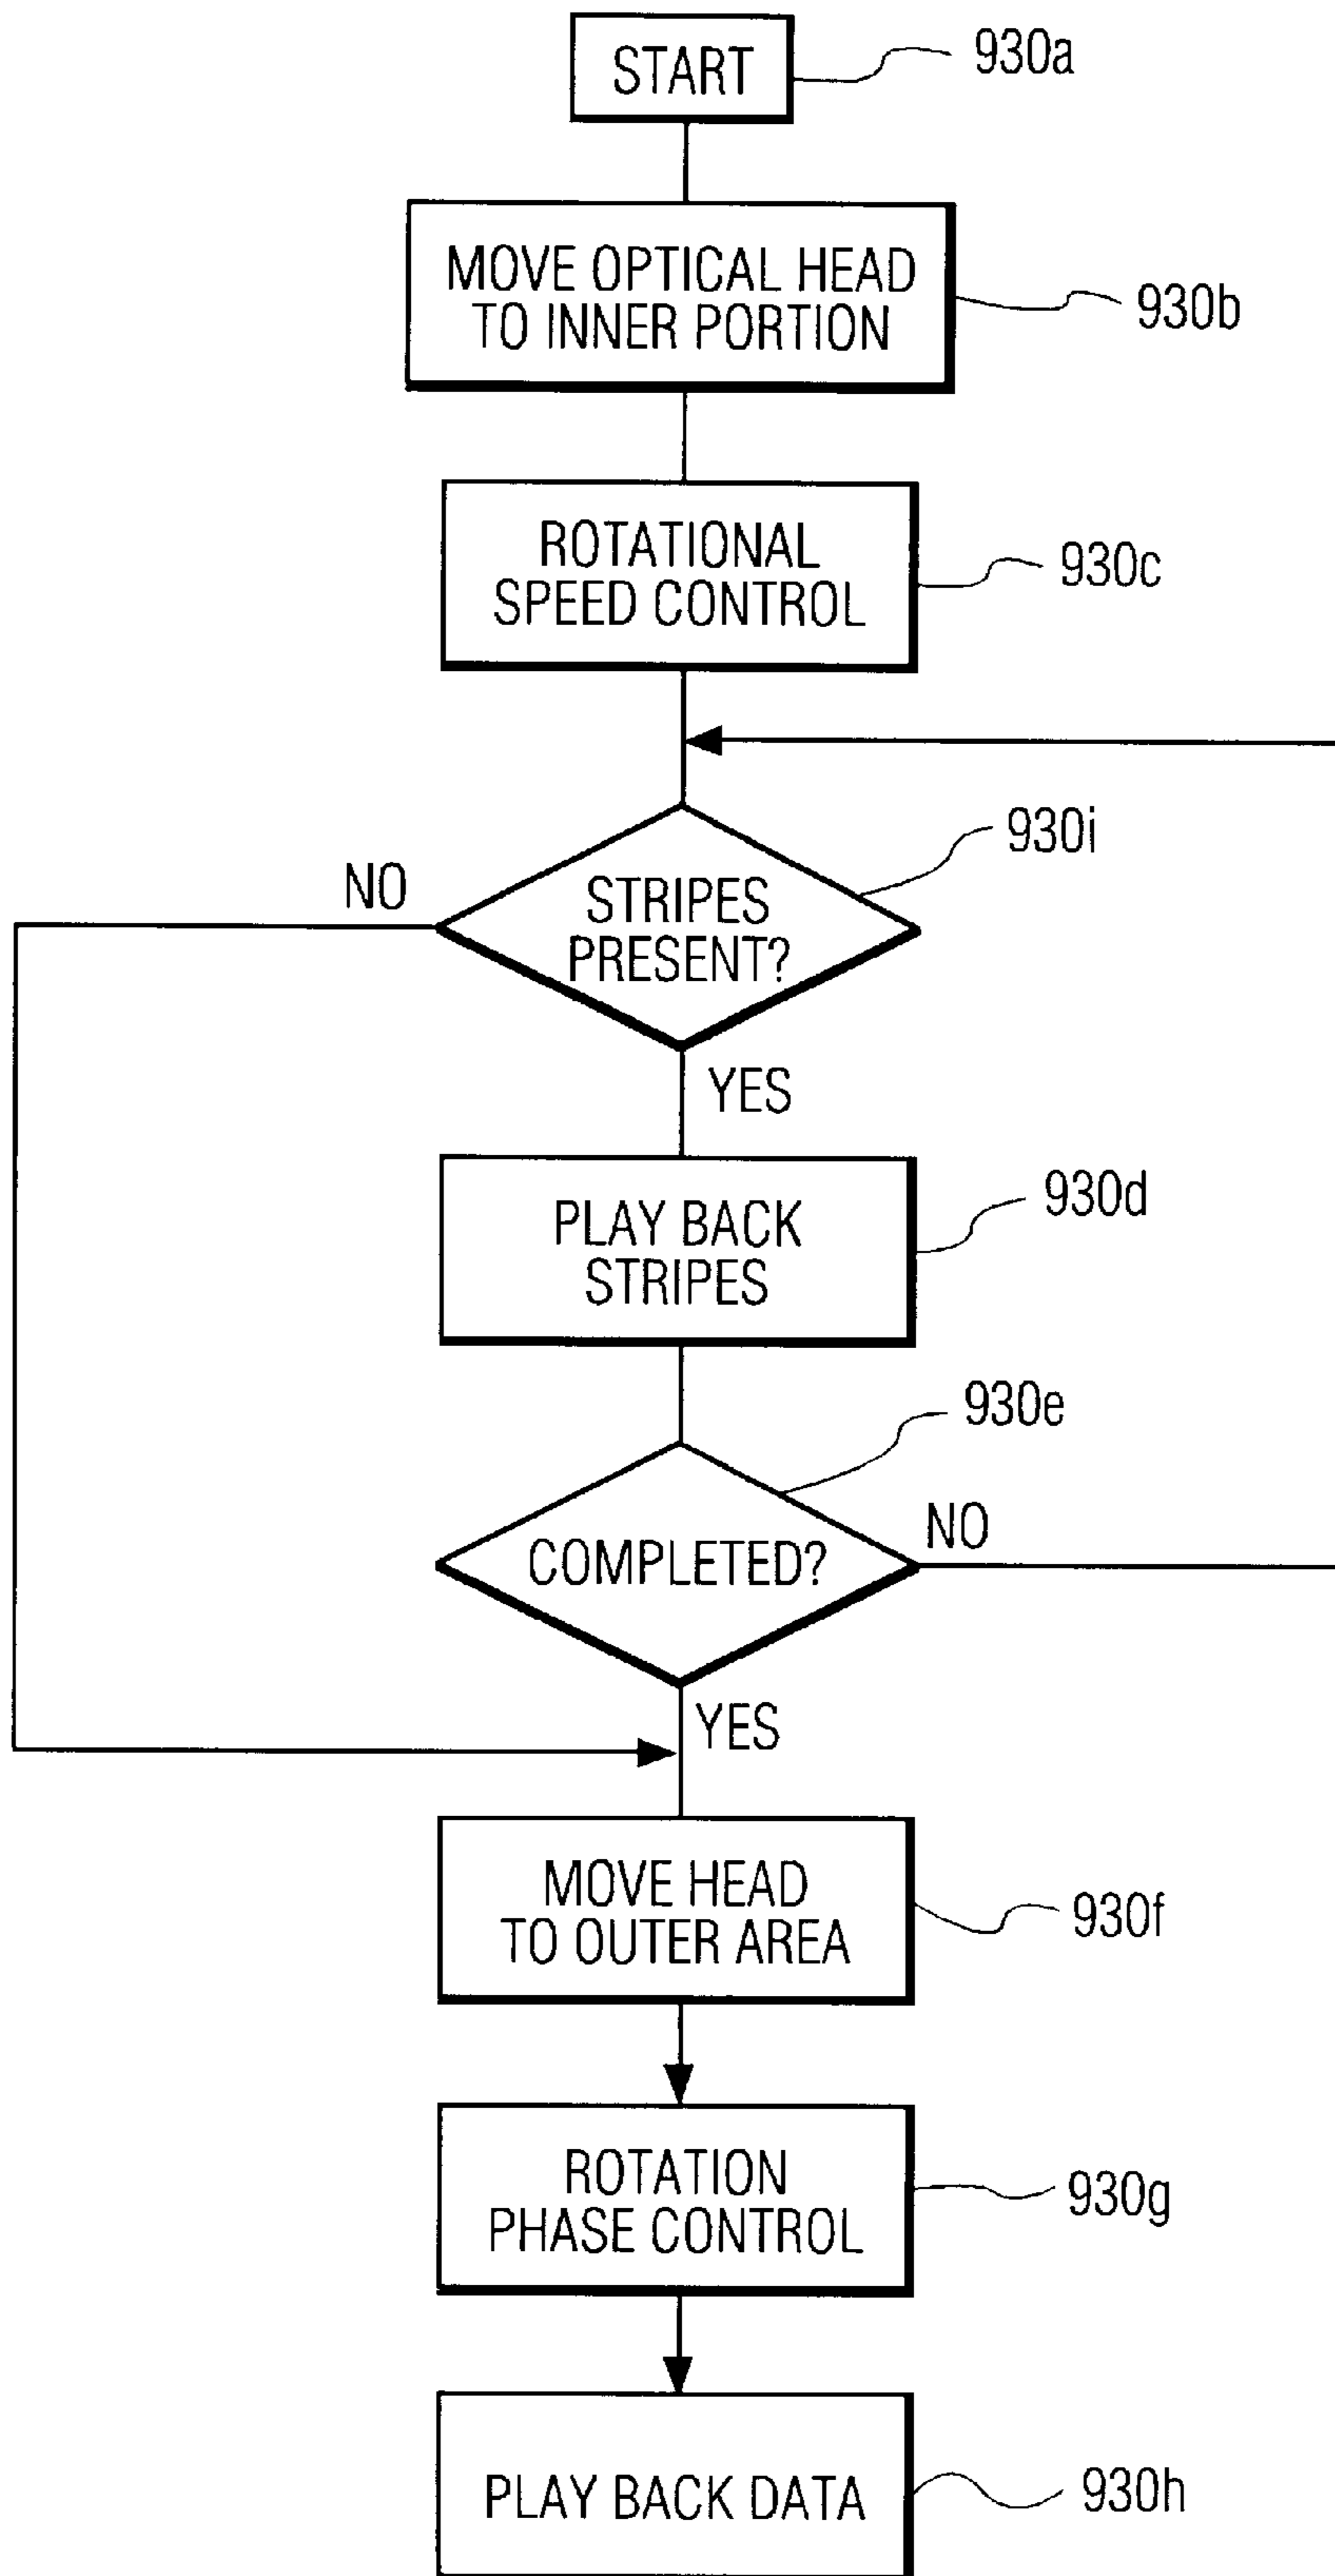 START
930a
MOVE OPTICAL HEAD
TO INNER PORTION
930b
ROTATIONAL
SPEED CONTROL
930c
930i
NO
STRIPES
PRESENT?
YES
PLAY BACK
STRIPES
930d
930e
NO
COMPLETED?
YES
MOVE HEAD
TO OUTER AREA
930f
ROTATION
PHASE CONTROL
930g
PLAY BACK DATA
930h